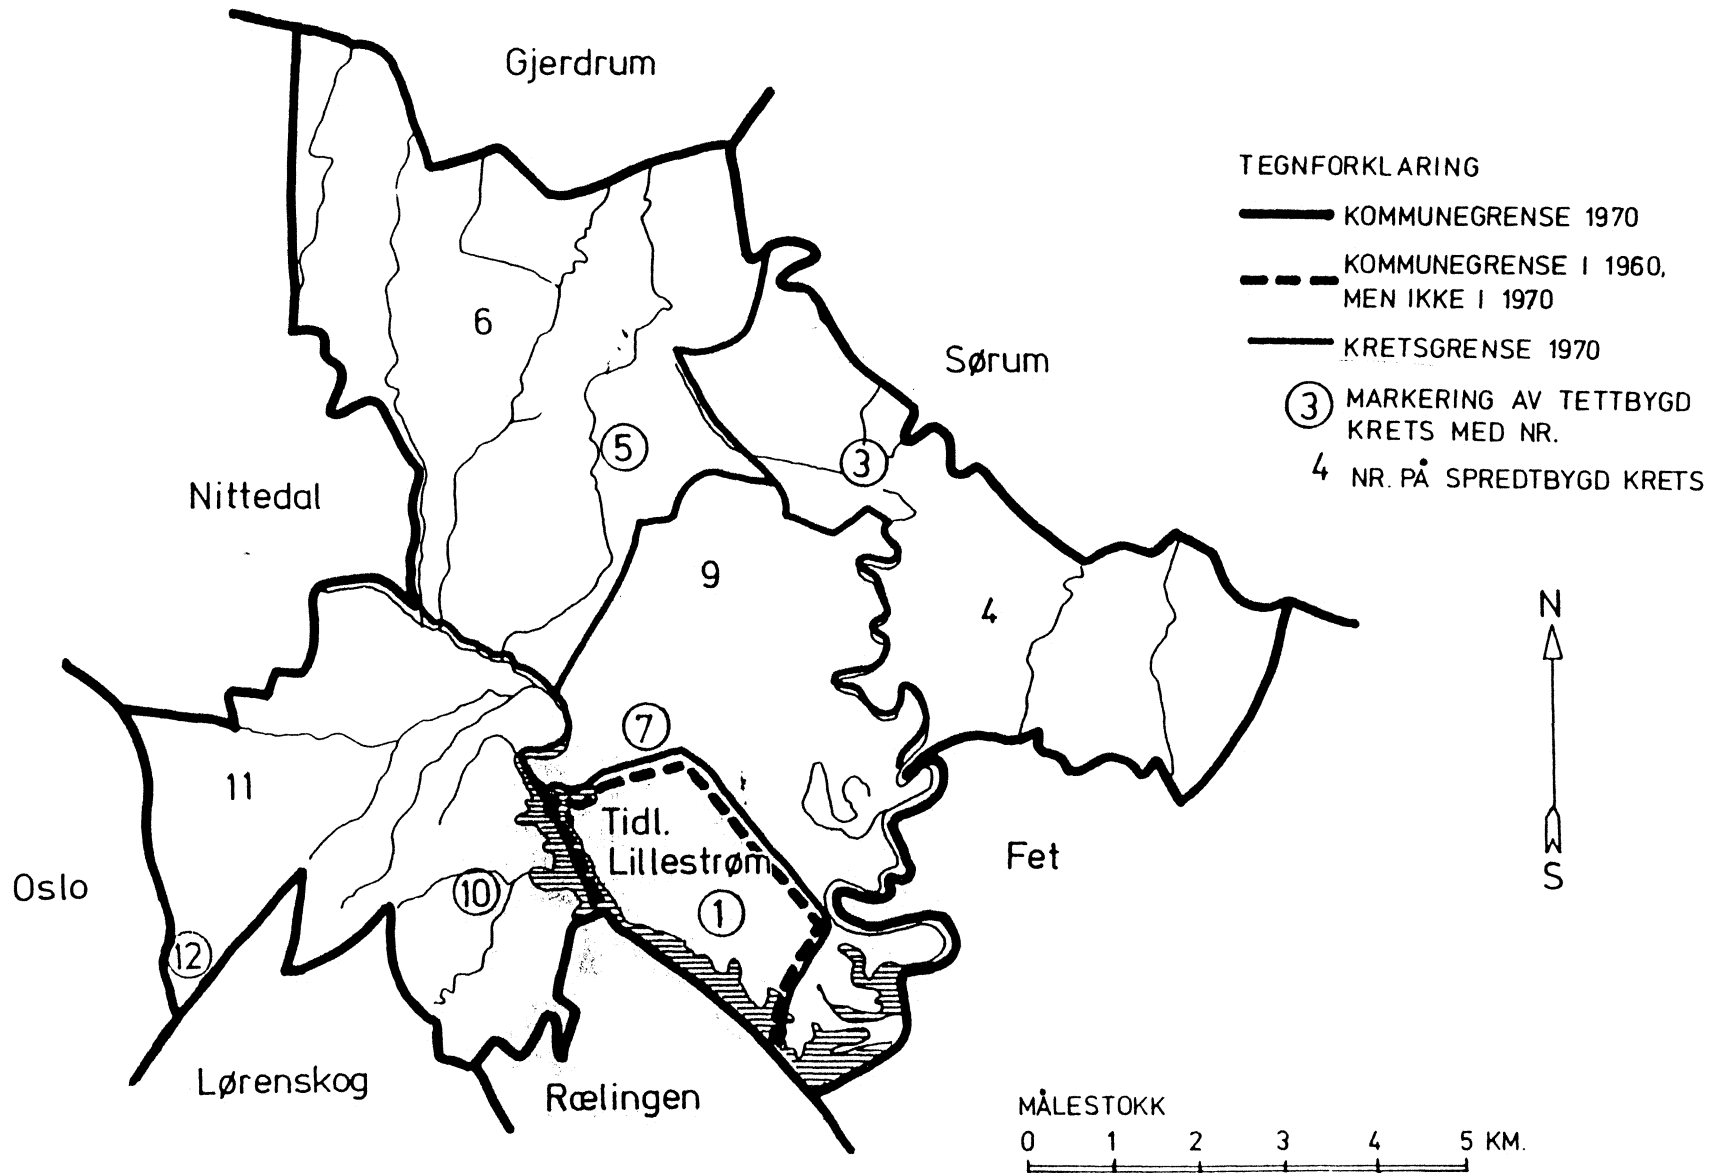 Gjerdrum
TEGNFORKLARING
KOMMUNEGRENSE 1970
KOMMUNEGRENSE I 1960,
MEN IKKE I 1970
KRETSGRENSE 1970
3 MARKERING AV TETTBYGD
KRETS MED NR.
4 NR. PÅ SPREDTBYGD KRETS
6
Sørum
5
3
Nittedal
9
4
N
S
7
11
Tidl.
Lillestrøm
Fet
Oslo
10
1
12
Lørenskog
Rælingen
MÅLESTOKK
0 1 2 3 4 5 KM.